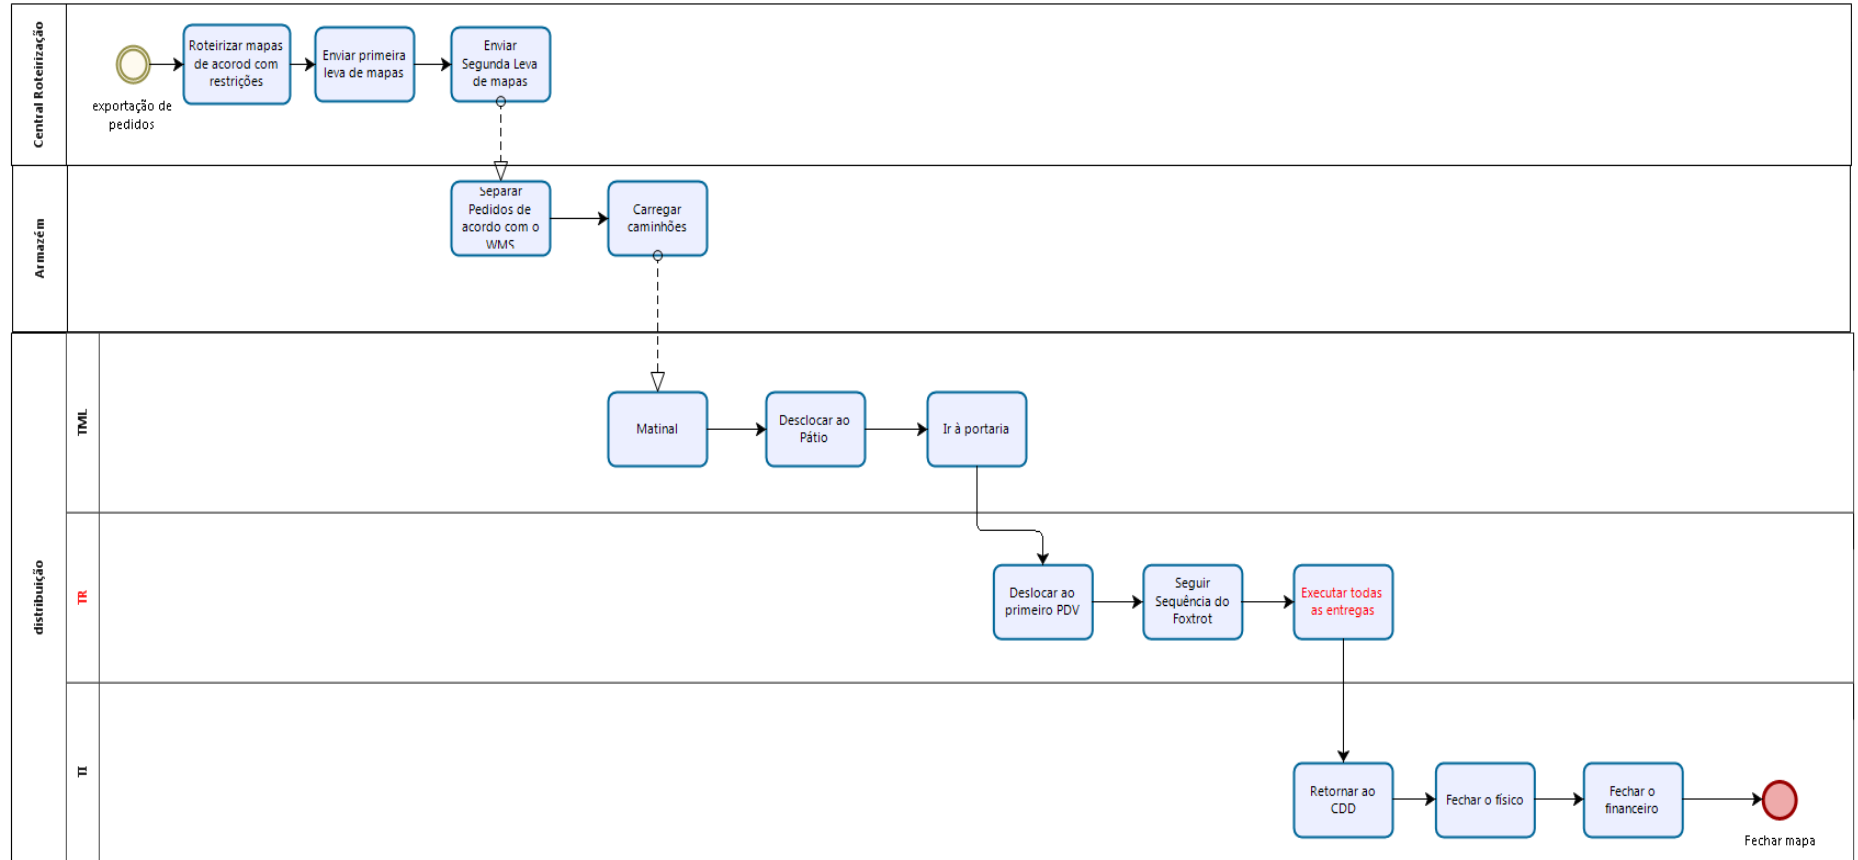 Central Roteirização
exportação de
pedidos
Roteirizar mapas
de acorod com
restrições
Enviar primeira
leva de mapas
Enviar
Segunda Leva
de mapas
Armazém
Separar
Pedidos de
acordo com o
WMS
Carregar
caminhões
distribuição
TML
Matinal
Desclocar ao
Pátio
Ir à portaria
TR
Deslocar ao
primeiro PDV
Seguir
Sequência do
Foxtrot
Executar todas
as entregas
TI
Retornar ao
CDD
Fechar o físico
Fechar o
financeiro
Fechar mapa